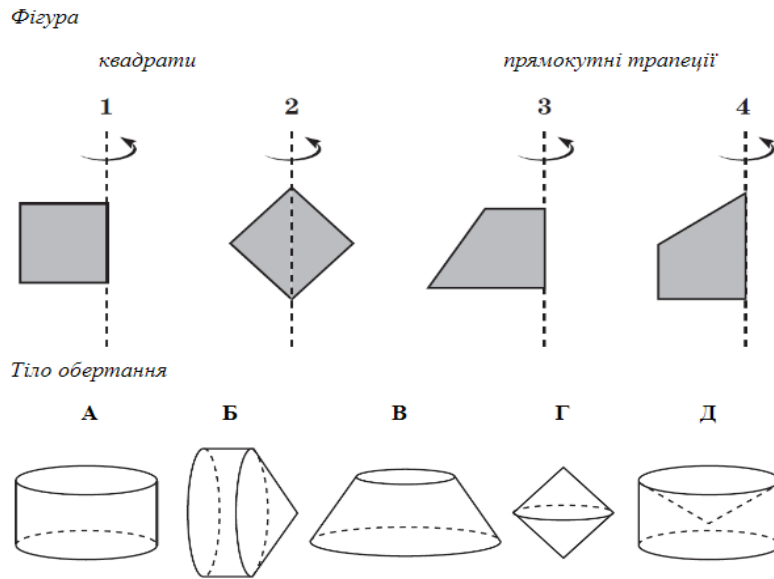 Фігура
квадрати прямокутні трапеції
1 2 3 4
Тіло обертання
А Б В Г Д